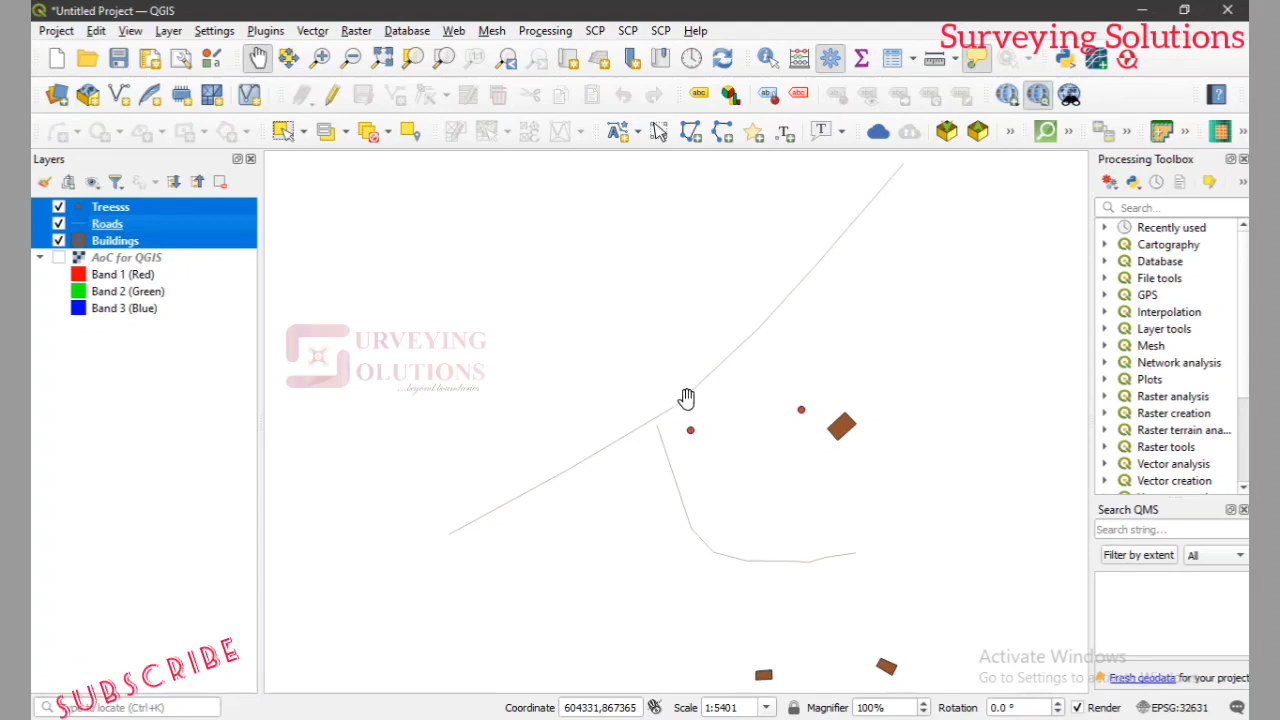 *Untitled Project — QGIS
Project Edit View Layer Settings Plugins Vector Raster Database Web Mesh Processing SCP SCP SCP Help
Surveying Solutions
Layers
Treesss
Roads
Buildings
AoC for QGIS
Band 1 (Red)
Band 2 (Green)
Band 3 (Blue)
URVEYING
OLUTIONS
....beyond boundaries
Processing Toolbox
Search...
Recently used
Cartography
Database
File tools
GPS
Interpolation
Layer tools
Mesh
Network analysis
Plots
Raster analysis
Raster creation
Raster terrain ana...
Raster tools
Vector analysis
Vector creation
Search QMS
Search string...
Filter by extent All
Activate Windows
Go to Settings to
Fresh geodata for your project
SUBSCRIBE
to locate (Ctrl+K)
Coordinate 604331,867365 Scale 1:5401 Magnifier 100% Rotation 0.0 ° Render EPSG:32631